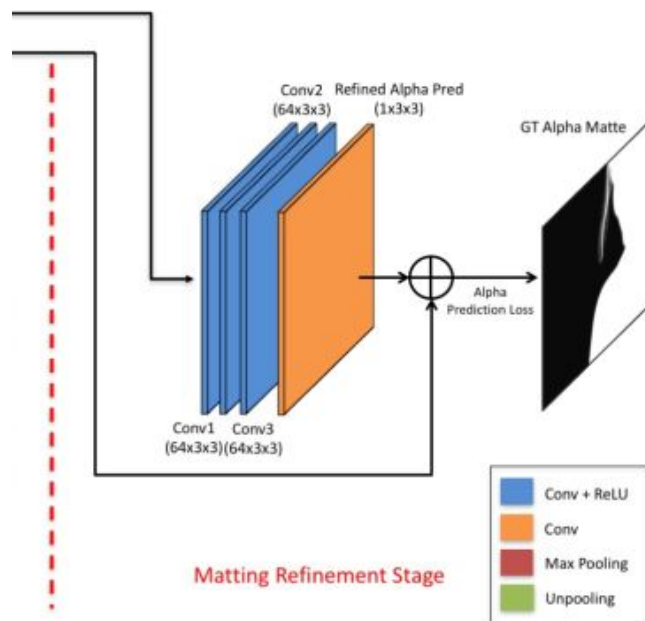 Conv2
(64x3x3)
Refined Alpha Pred
(1x3x3)
GT Alpha Matte
Alpha
Prediction Loss
Conv1
(64x3x3)
Conv3
(64x3x3)
Matting Refinement Stage
Conv + ReLU
Conv
Max Pooling
Unpooling